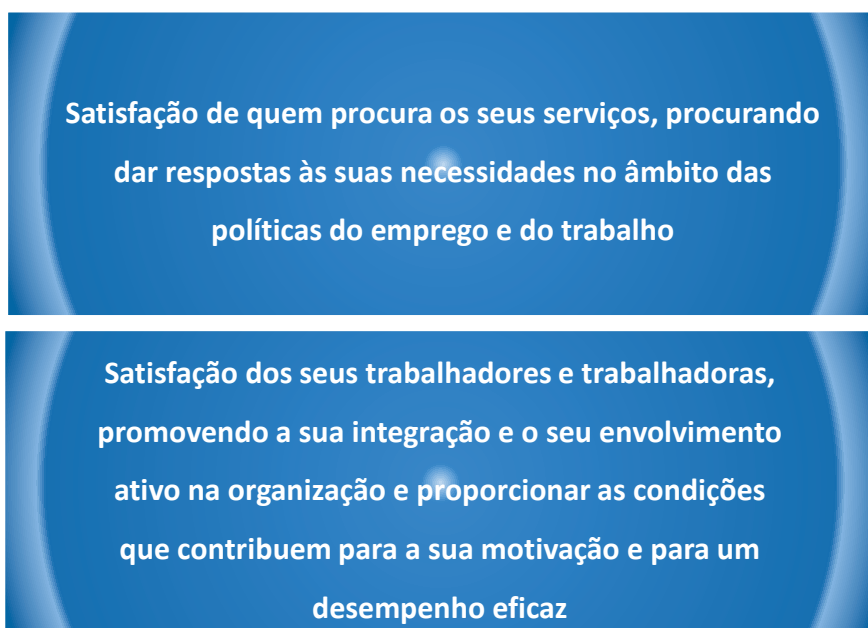 Satisfação de quem procura os seus serviços, procurando
dar respostas às suas necessidades no âmbito das
políticas do emprego e do trabalho
Satisfação dos seus trabalhadores e trabalhadoras,
promovendo a sua integração e o seu envolvimento
ativo na organização e proporcionar as condições
que contribuem para a sua motivação e para um
desempenho eficaz